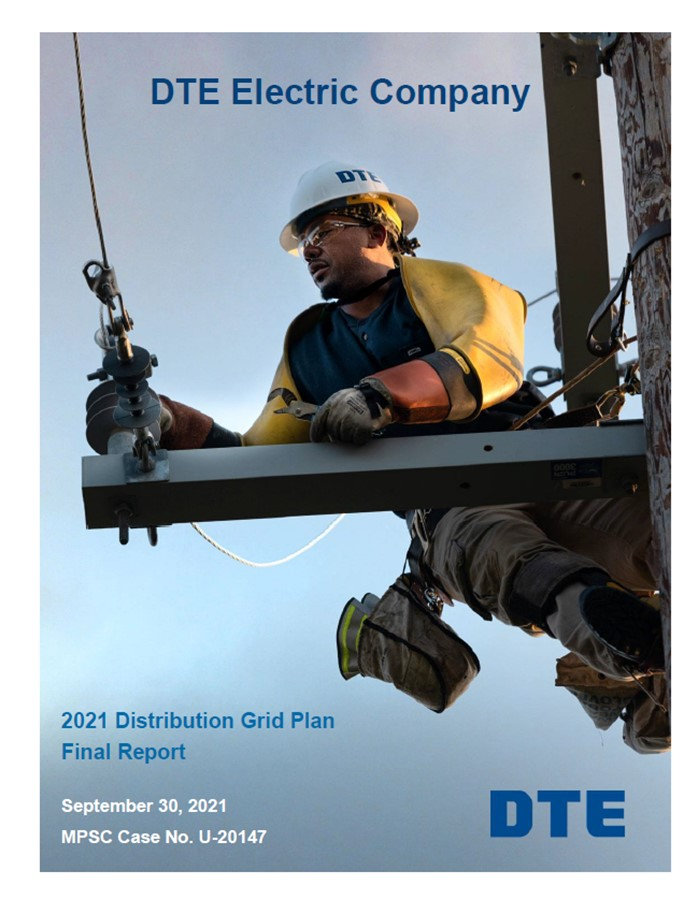 DTE Electric Company
DTE
2021 Distribution Grid Plan
Final Report
September 30, 2021
MPSC Case No. U-20147
DTE